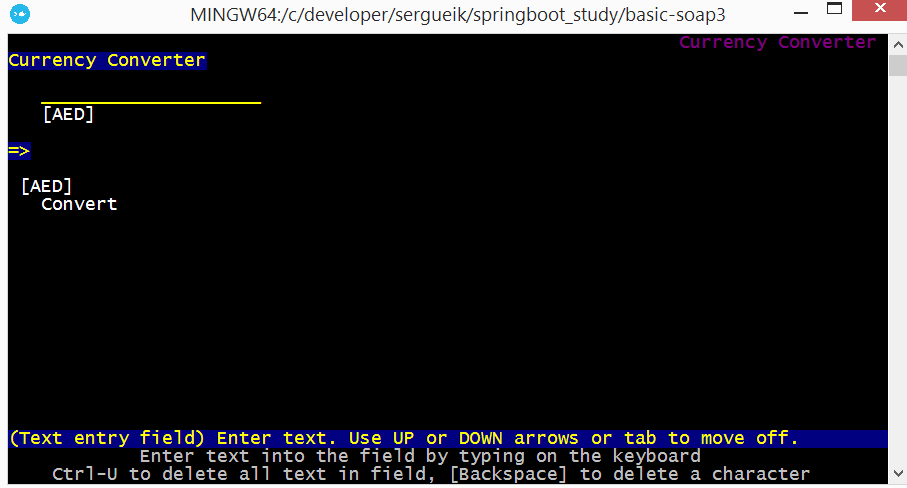 MINGW64:/c/developer/sergueik/springboot_study/basic-soap3
Currency Converter
Currency Converter
[AED]
=>
[AED]
Convert
(Text entry field) Enter text. Use UP or DOWN arrows or tab to move off.
Enter text into the field by typing on the keyboard
Ctrl-U to delete all text in field, [Backspace] to delete a character